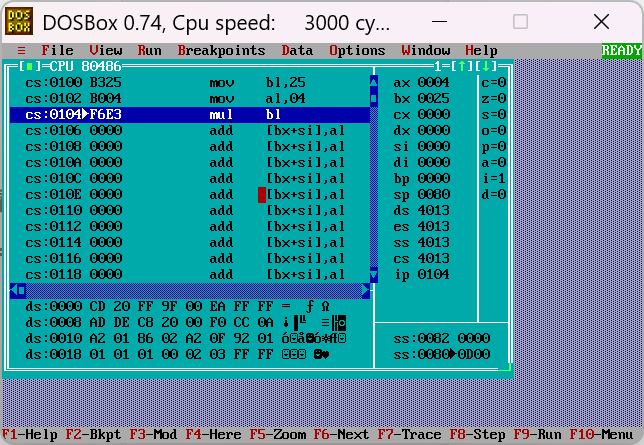 DOSBox 0.74, Cpu speed: 3000 cy...
≡ File View Run Breakpoints Data Options Window Help READY
[■]=CPU 80486 1=[↑][↓]
cs:0100 B325 mov bl,25 ax 0004 c=0
cs:0102 B004 mov al,04 bx 0025 z=0
cs:0104►F6E3 mul bl cx 0000 s=0
cs:0106 0000 add [bx+si],al dx 0000 o=0
cs:0108 0000 add [bx+si],al si 0000 p=0
cs:010A 0000 add [bx+si],al di 0000 a=0
cs:010C 0000 add [bx+si],al bp 0000 i=1
cs:010E 0000 add [bx+si],al sp 0080 d=0
cs:0110 0000 add [bx+si],al ds 4013
cs:0112 0000 add [bx+si],al es 4013
cs:0114 0000 add [bx+si],al ss 4013
cs:0116 0000 add [bx+si],al cs 4013
cs:0118 0000 add [bx+si],al ip 0104
ds:0000 CD 20 FF 9F 00 EA FF FF = ƒ Ω
ds:0008 AD DE C8 20 00 F0 CC 0A
ds:0010 A2 01 86 02 A2 0F 92 01 ss:0082 0000
ds:0018 01 01 01 00 02 03 FF FF ss:0080►0D00
F1-Help F2-Bkpt F3-Mod F4-Here F5-Zoom F6-Next F7-Trace F8-Step F9-Run F10-Menu